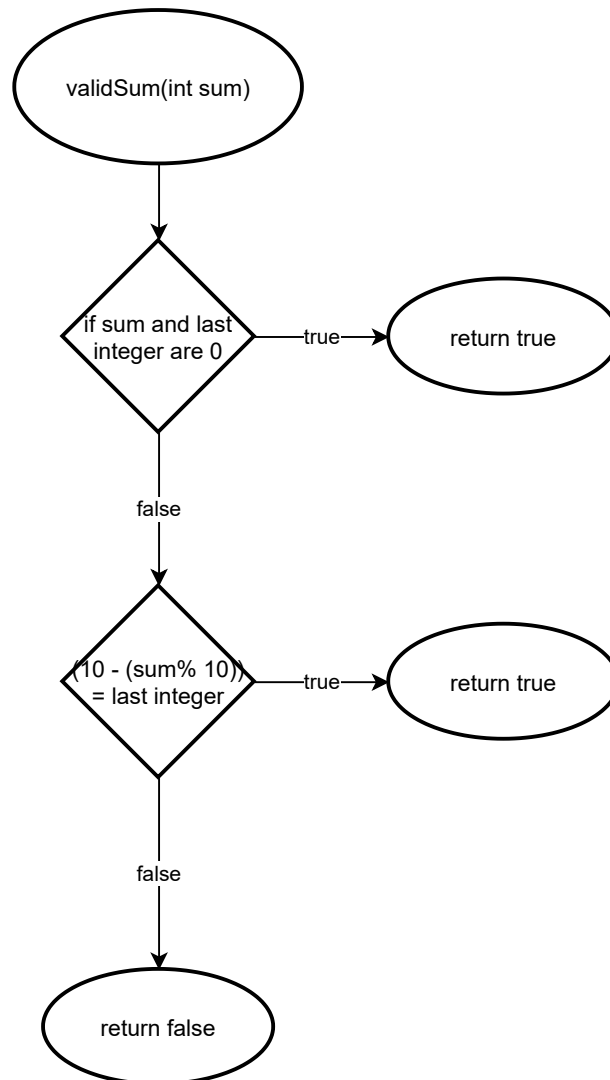 validSum(int sum)
if sum and last
integer are 0
true
return true
false
(10 - (sum% 10))
= last integer
true
return true
false
return false